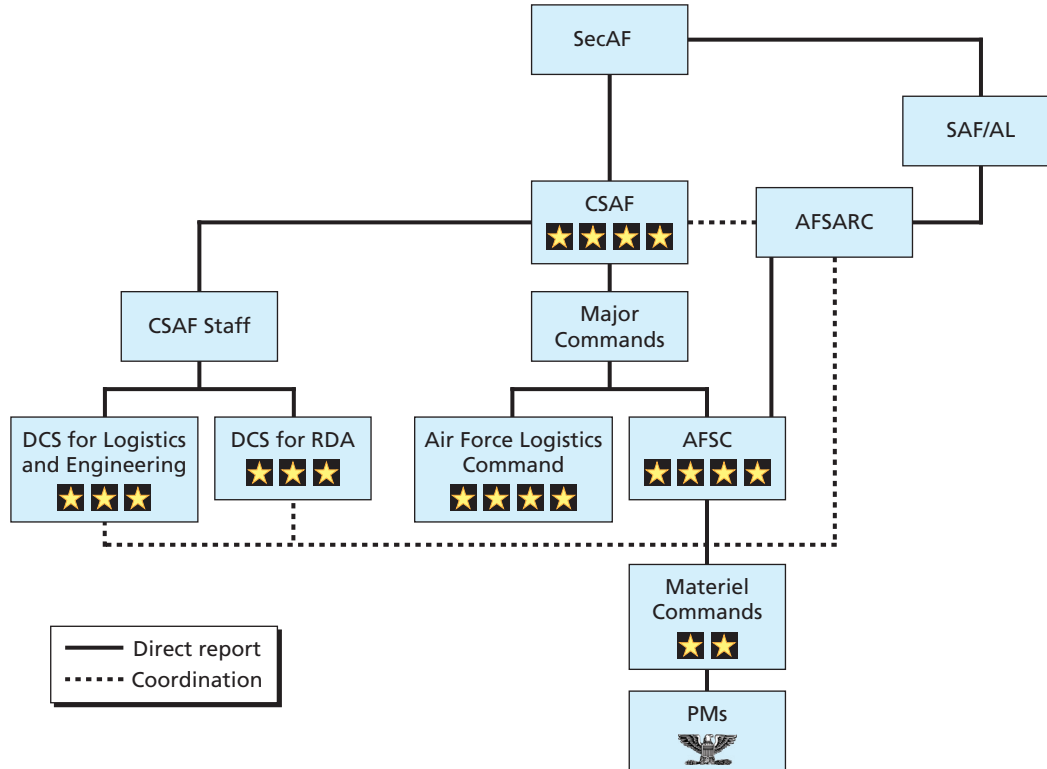 SecAF
SAF/AL
CSAF
AFSARC
CSAF Staff
Major
Commands
DCS for Logistics
and Engineering
DCS for RDA
Air Force Logistics
Command
AFSC
Materiel
Commands
PMs
Direct report
Coordination